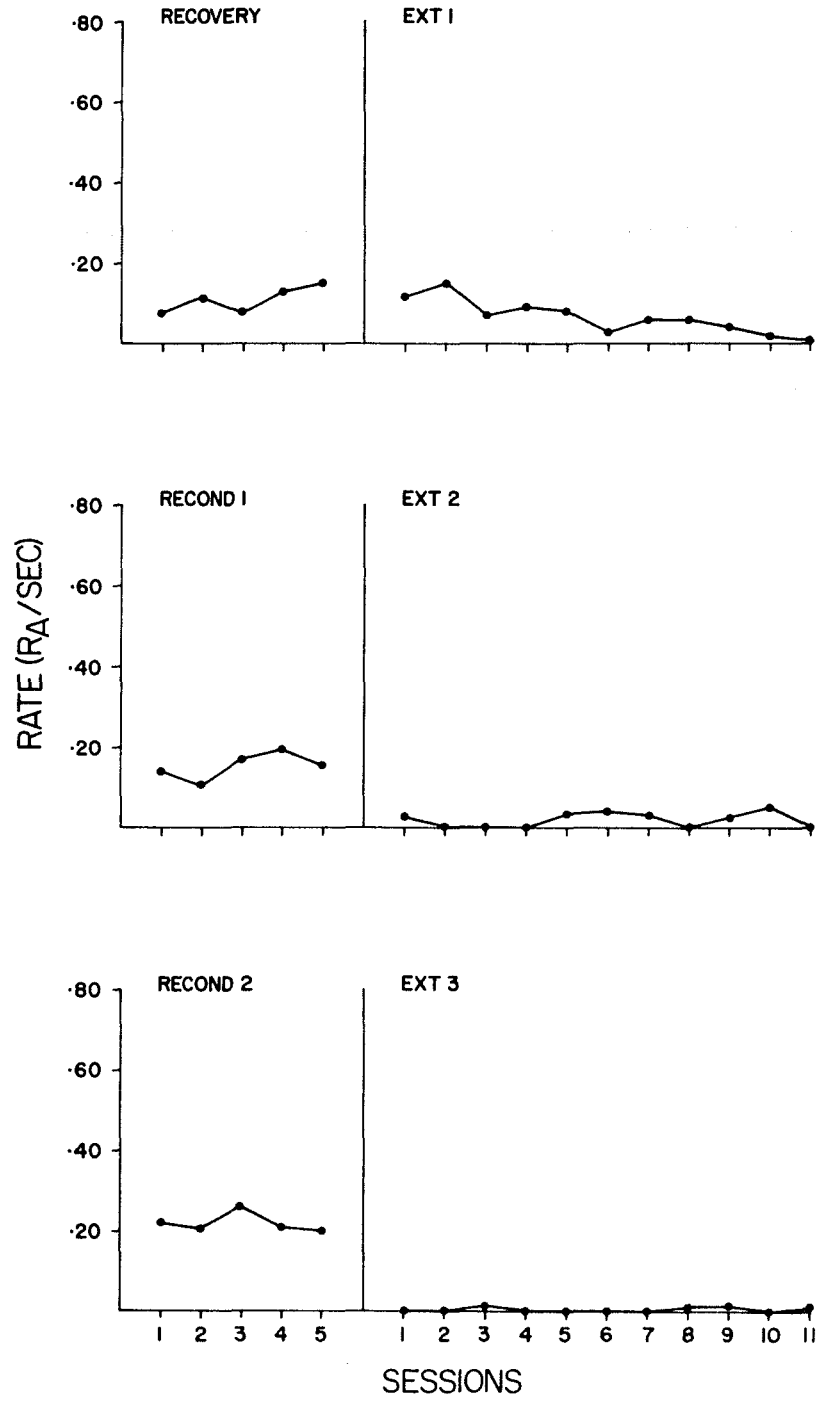 RECOVERY EXT 1
·80
·60
·40
·20
RECOND 1 EXT 2
·80
·60
·40
·20
RATE (RA/SEC)
RECOND 2 EXT 3
·80
·60
·40
·20
1 2 3 4 5 1 2 3 4 5 6 7 8 9 10 11
SESSIONS